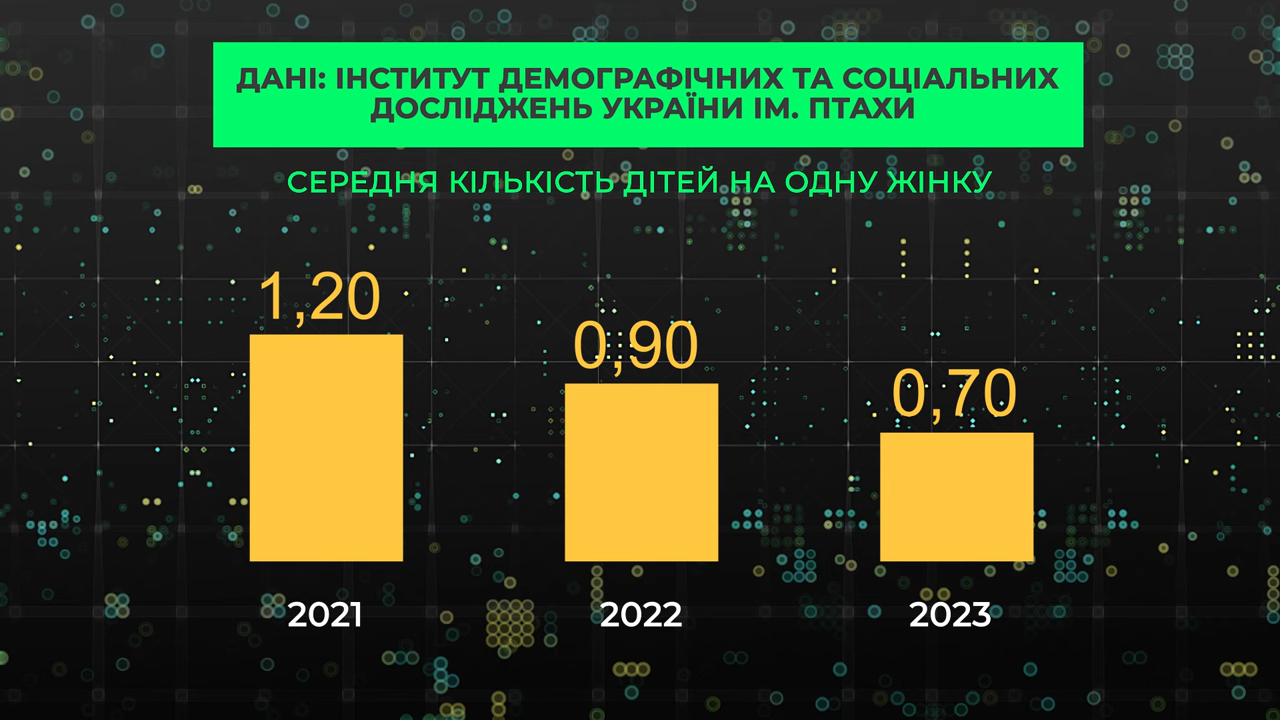 ДАНІ: ІНСТИТУТ ДЕМОГРАФІЧНИХ ТА СОЦІАЛЬНИХ
ДОСЛІДЖЕНЬ УКРАЇНИ ІМ. ПТАХИ
СЕРЕДНЯ КІЛЬКІСТЬ ДІТЕЙ НА ОДНУ ЖІНКУ
1,20
0,90
0,70
2021
2022
2023